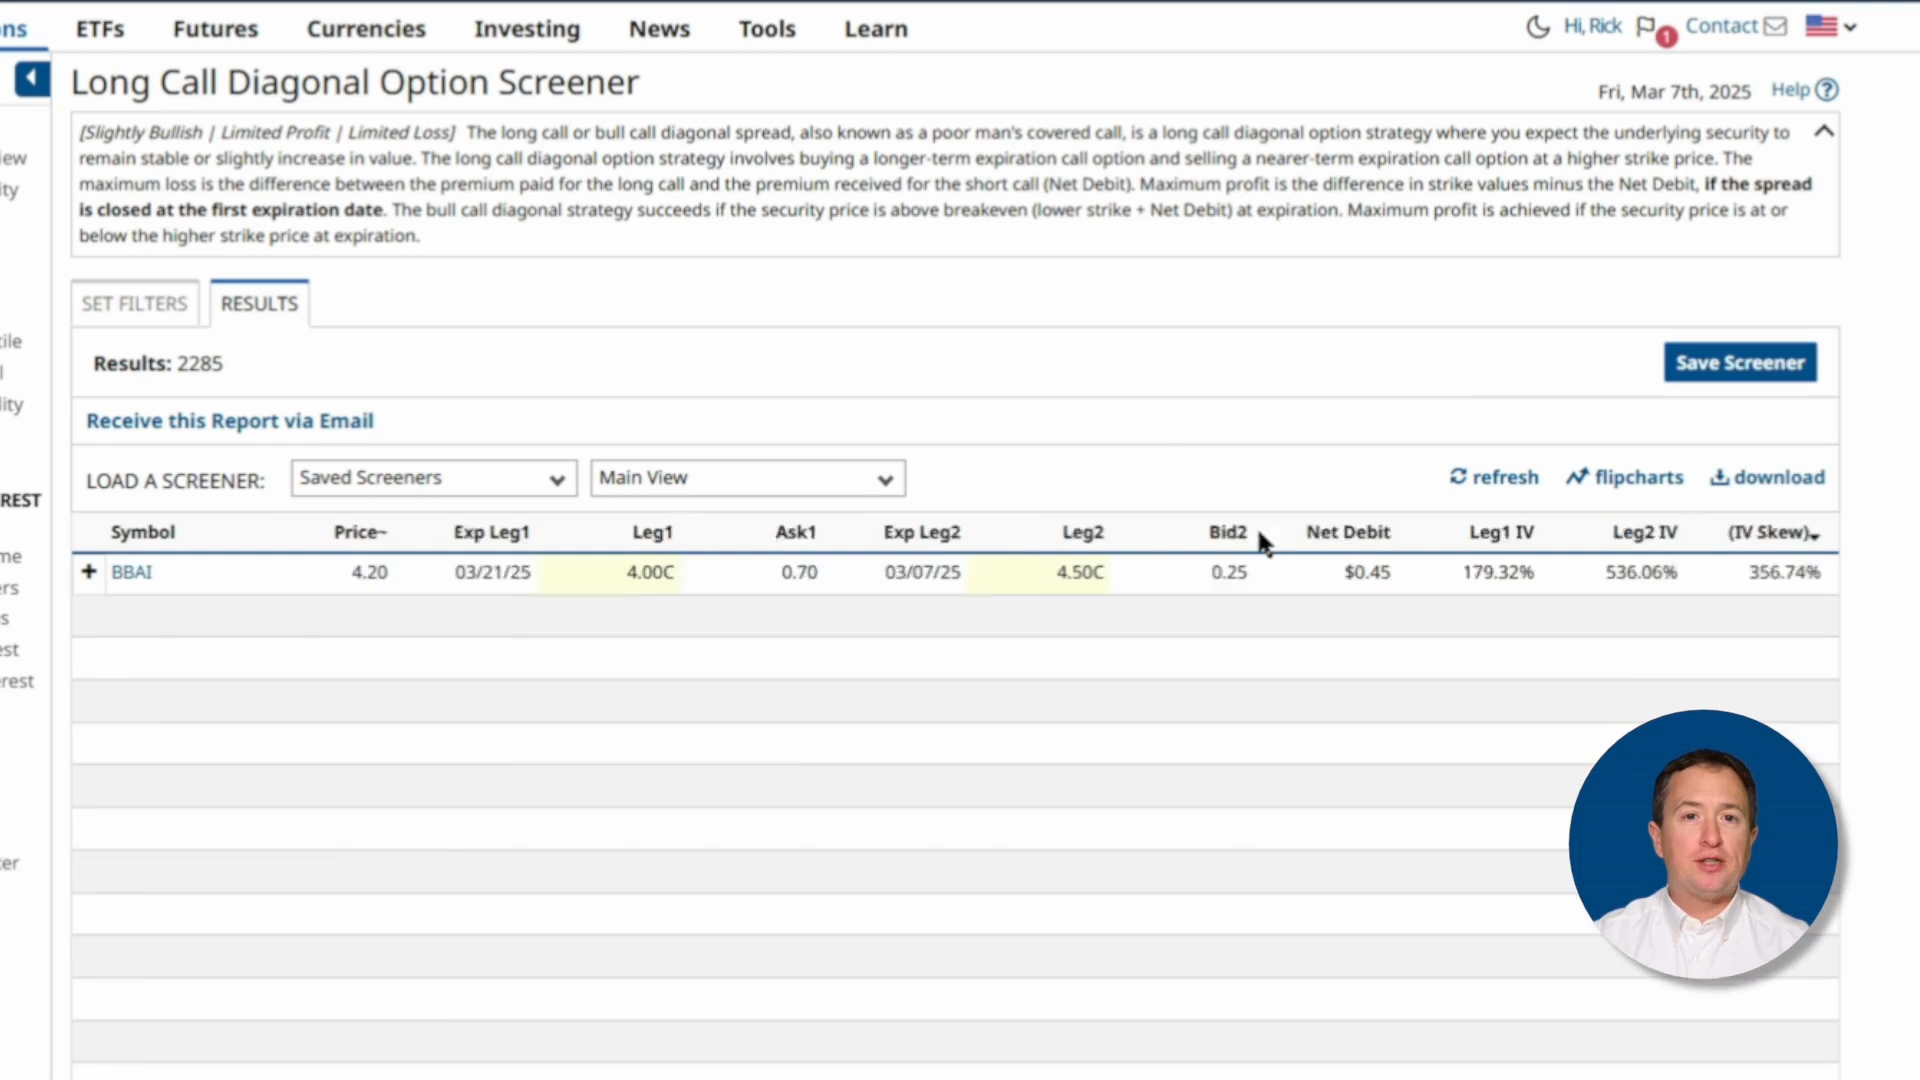 ns ETFs Futures Currencies Investing News Tools Learn Hi, Rick 1 Contact
Long Call Diagonal Option Screener
Fri, Mar 7th, 2025 Help ?
[Slightly Bullish | Limited Profit | Limited Loss] The long call or bull call diagonal spread, also known as a poor man's covered call, is a long call diagonal option strategy where you expect the underlying security to
remain stable or slightly increase in value. The long call diagonal option strategy involves buying a longer-term expiration call option and selling a nearer-term expiration call option at a higher strike price. The
maximum loss is the difference between the premium paid for the long call and the premium received for the short call (Net Debit). Maximum profit is the difference in strike values minus the Net Debit, if the spread
is closed at the first expiration date. The bull call diagonal strategy succeeds if the security price is above breakeven (lower strike + Net Debit) at expiration. Maximum profit is achieved if the security price is at or
below the higher strike price at expiration.
SET FILTERS RESULTS
Results: 2285 Save Screener
Receive this Report via Email
LOAD A SCREENER: Saved Screeners Main View refresh flipcharts download
Symbol Price~ Exp Leg1 Leg1 Ask1 Exp Leg2 Leg2 Bid2 Net Debit Leg1 IV Leg2 IV (IV Skew)
+ BBAI 4.20 03/21/25 4.00C 0.70 03/07/25 4.50C 0.25 $0.45 179.32% 536.06% 356.74%
iew
ity
tile
l
lity
REST
me
ers
s
est
erest
ter